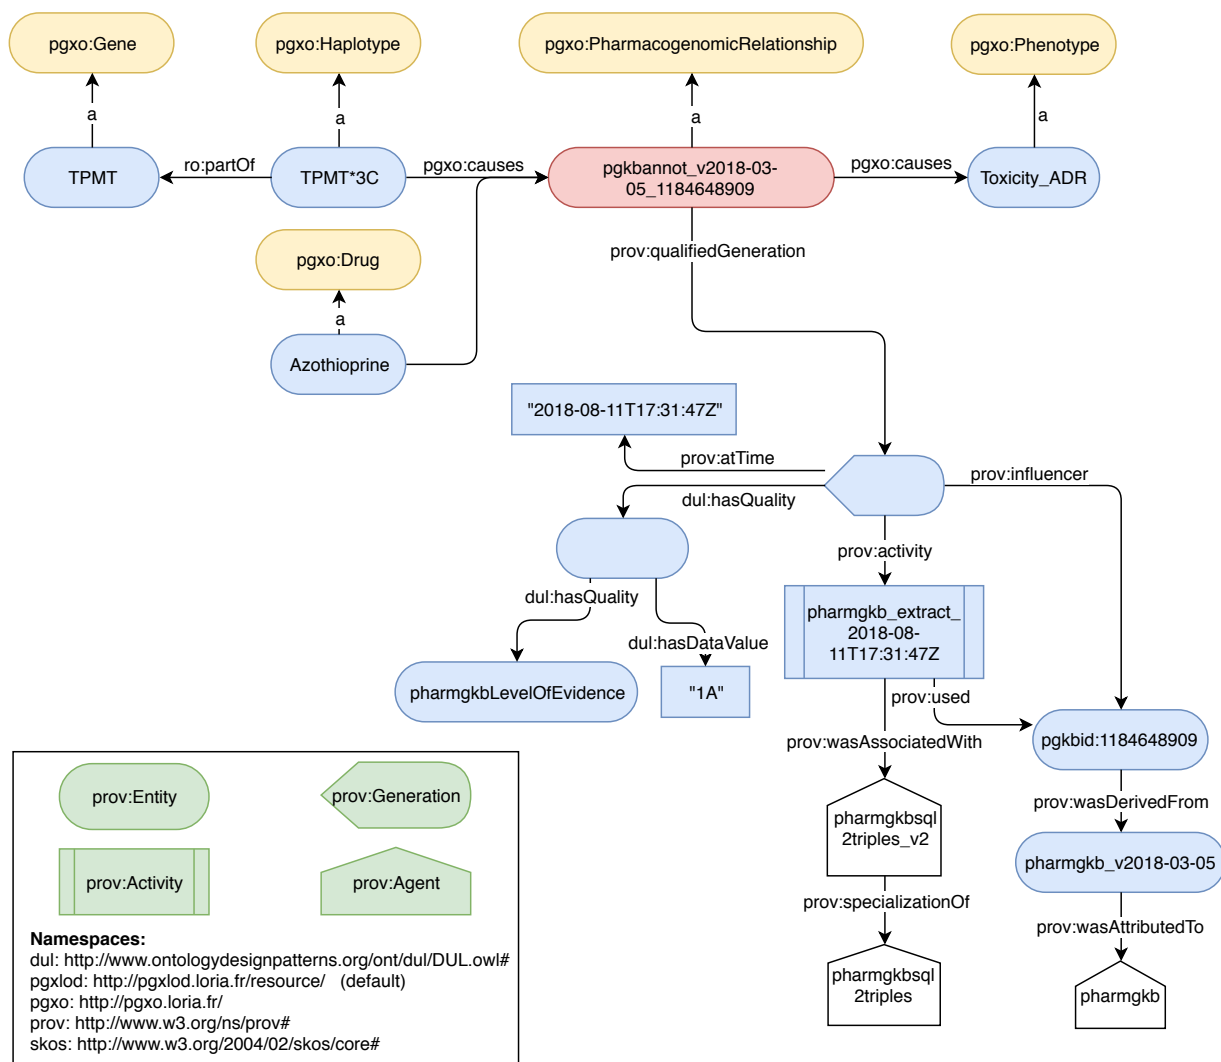 pgxo:Gene
pgxo:Haplotype
pgxo:PharmacogenomicRelationship
pgxo:Phenotype
a
a
a
a
TPMT
ro:partOf
TPMT*3C
pgxo:causes
pgkbannot_v2018-03-
05_1184648909
pgxo:causes
Toxicity_ADR
pgxo:Drug
prov:qualifiedGeneration
a
Azothioprine
"2018-08-11T17:31:47Z"
prov:atTime
prov:influencer
dul:hasQuality
prov:activity
dul:hasQuality
pharmgkb_extract_
2018-08-
11T17:31:47Z
dul:hasDataValue
pharmgkbLevelOfEvidence
"1A"
prov:used
prov:wasAssociatedWith
pgkbid:1184648909
prov:wasDerivedFrom
pharmgkbsql
2triples_v2
pharmgkb_v2018-03-05
prov:specializationOf
prov:wasAttributedTo
pharmgkbsql
2triples
pharmgkb
prov:Entity
prov:Generation
prov:Activity
prov:Agent
Namespaces:
dul: http://www.ontologydesignpatterns.org/ont/dul/DUL.owl#
pgxlod: http://pgxlod.loria.fr/resource/ (default)
pgxo: http://pgxo.loria.fr/
prov: http://www.w3.org/ns/prov#
skos: http://www.w3.org/2004/02/skos/core#